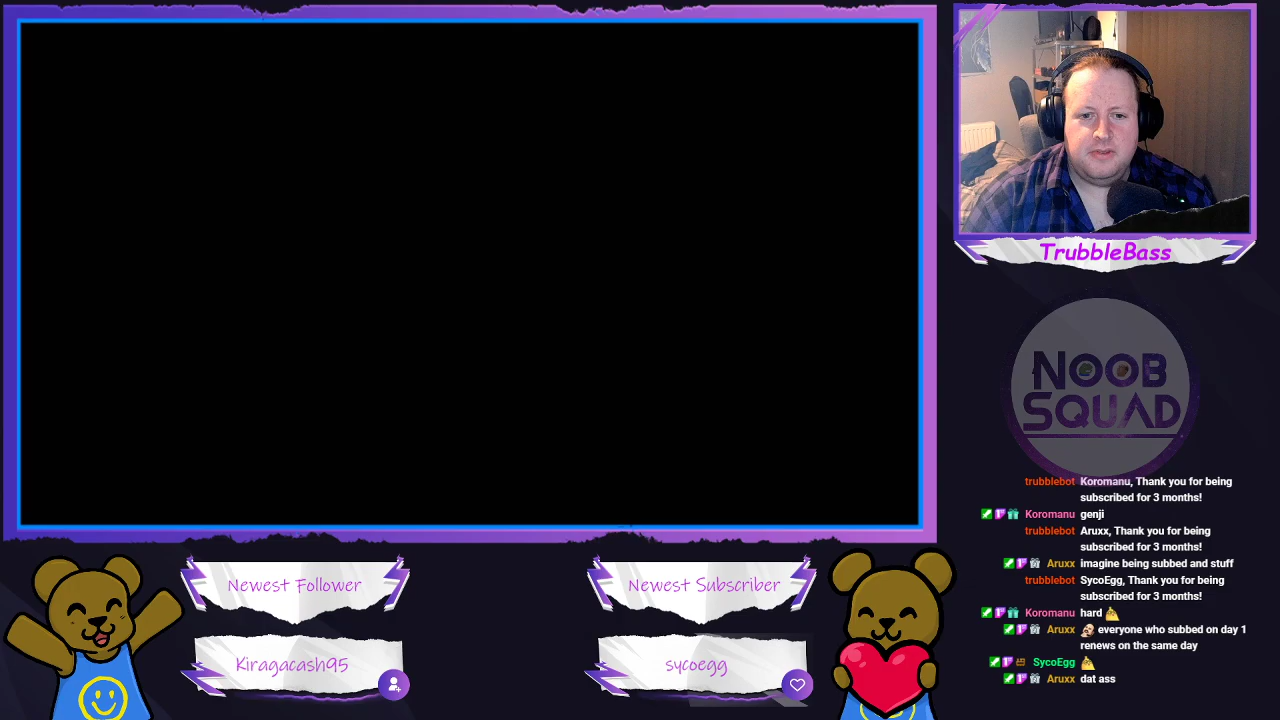 TrubbleBass
NOOB
SQUAD
trubblebot Koromanu, Thank you for being
subscribed for 3 months!
Koromanu genji
trubblebot Aruxx, Thank you for being
subscribed for 3 months!
Aruxx imagine being subbed and stuff
trubblebot SycoEgg, Thank you for being
subscribed for 3 months!
Koromanu hard
Aruxx everyone who subbed on day 1
renews on the same day
SycoEgg
Aruxx dat ass
Newest Follower
Kiragacash95
Newest Subscriber
sycoegg